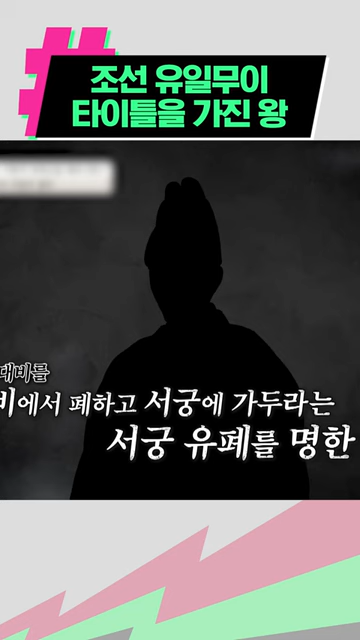 조선 유일무이
타이틀을 가진 왕
대비를
비에서 폐하고 서궁에 가두라는
서궁 유폐를 명한